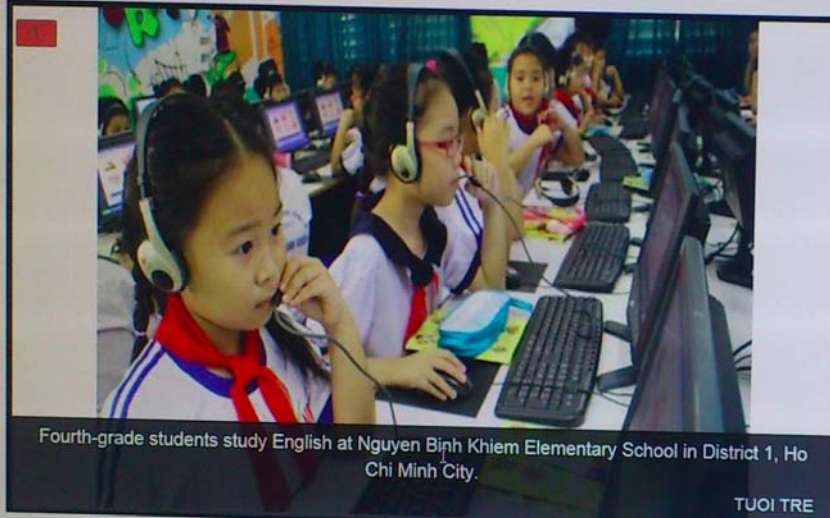 1
Fourth-grade students study English at Nguyen Binh Khiem Elementary School in District 1, Ho
Chi Minh City.
TUOI TRE